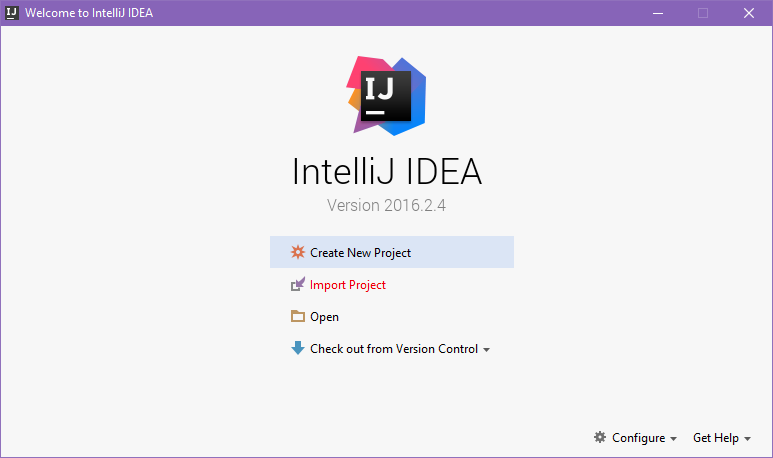 Welcome to IntelliJ IDEA
IJ
IntelliJ IDEA
Version 2016.2.4
Create New Project
Import Project
Open
Check out from Version Control
Configure Get Help